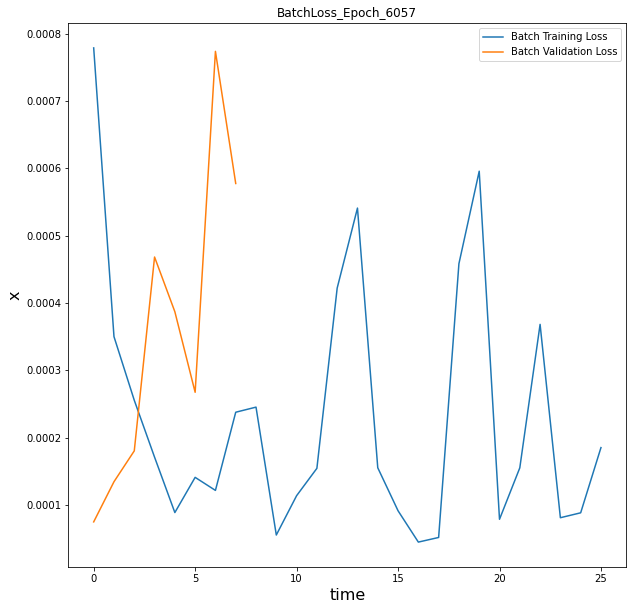 BatchLoss_Epoch_6057
Batch Training Loss
Batch Validation Loss
0.0008
0.0007
0.0006
0.0005
0.0004
0.0003
0.0002
0.0001
x
0 5 10 15 20 25
time